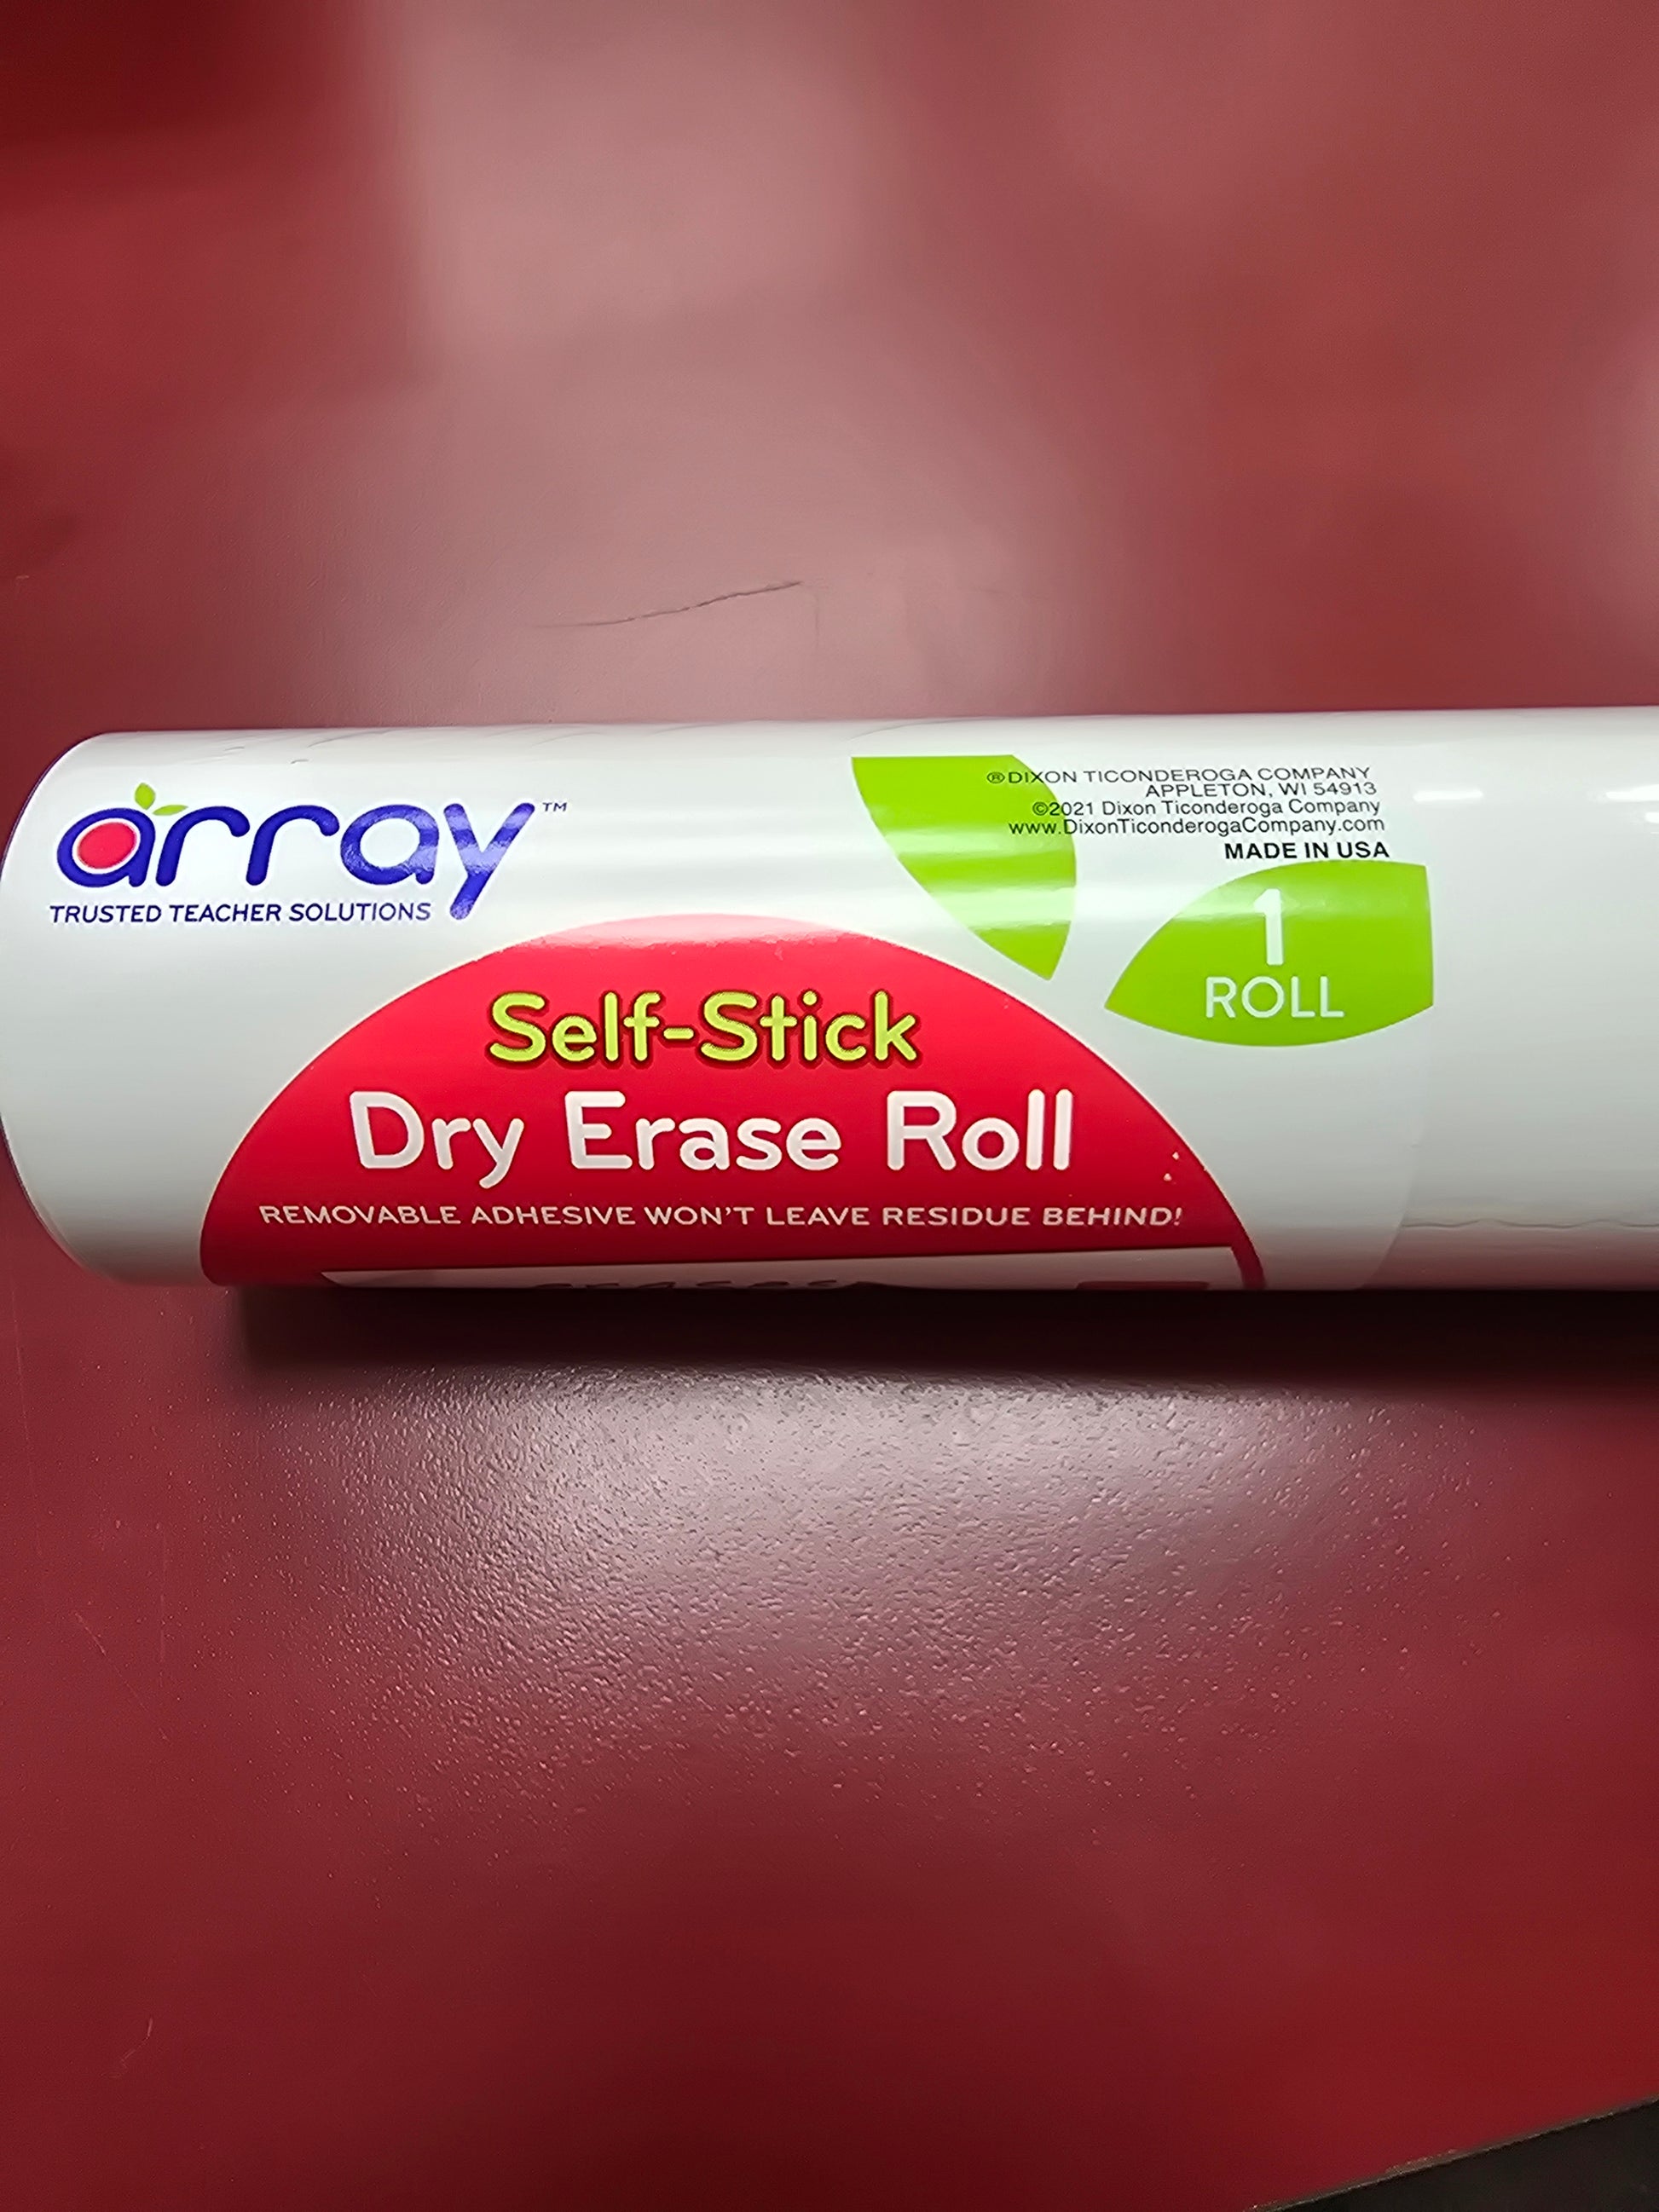 array™
TRUSTED TEACHER SOLUTIONS
®DIXON TICONDEROGA COMPANY
APPLETON, WI 54913
©2021 Dixon Ticonderoga Company
www.DixonTiconderogaCompany.com
MADE IN USA
1
ROLL
Self-Stick
Dry Erase Roll
REMOVABLE ADHESIVE WON'T LEAVE RESIDUE BEHIND!